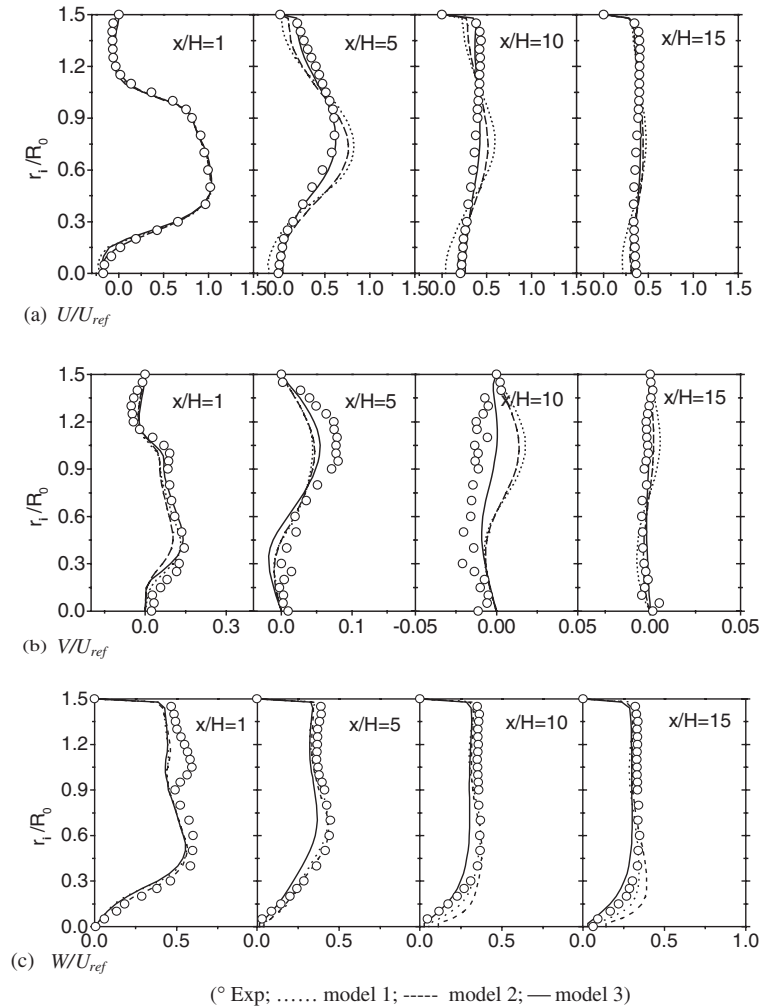 1.5
1.2
0.9
0.6
0.3
0.0
r_i/R_0
x/H=1 x/H=5 x/H=10 x/H=15
0.0 0.5 1.0 1.5 0.0 0.5 1.0 1.5 0.0 0.5 1.0 1.5 0.0 0.5 1.0 1.5
(a) U/U_ref
1.5
1.2
0.9
0.6
0.3
0.0
r_i/R_0
x/H=1 x/H=5 x/H=10 x/H=15
0.0 0.3 0.0 0.1 -0.05 0.00 0.05 0.00 0.05
(b) V/U_ref
1.5
1.2
0.9
0.6
0.3
0.0
r_i/R_0
x/H=1 x/H=5 x/H=10 x/H=15
0.0 0.5 0.0 0.5 0.0 0.5 0.0 0.5 1.0
(c) W/U_ref
(° Exp; ...... model 1; ----- model 2; — model 3)